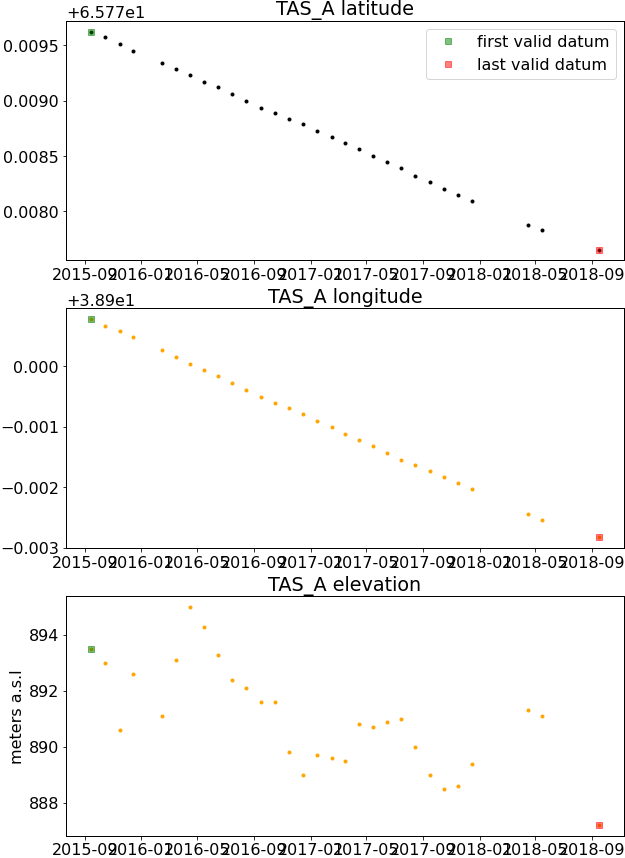 TAS_A latitude
+6.577e1
first valid datum
last valid datum
0.0095
0.0090
0.0085
0.0080
2015-09 2016-01 2016-05 2016-09 2017-01 2017-05 2017-09 2018-01 2018-05 2018-09
TAS_A longitude
+3.89e1
0.000
−0.001
−0.002
−0.003
2015-09 2016-01 2016-05 2016-09 2017-01 2017-05 2017-09 2018-01 2018-05 2018-09
TAS_A elevation
meters a.s.l
894
892
890
888
2015-09 2016-01 2016-05 2016-09 2017-01 2017-05 2017-09 2018-01 2018-05 2018-09